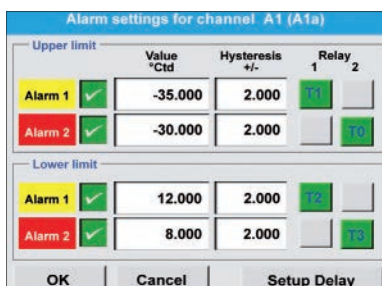 Alarm settings for channel A1 (A1a)
Upper limit
Value °Ctd
Hysteresis +/-
Relay
1 2
Alarm 1 -35.000 2.000 T1
Alarm 2 -30.000 2.000 T0
Lower limit
Alarm 1 12.000 2.000 T2
Alarm 2 8.000 2.000 T3
OK Cancel Setup Delay